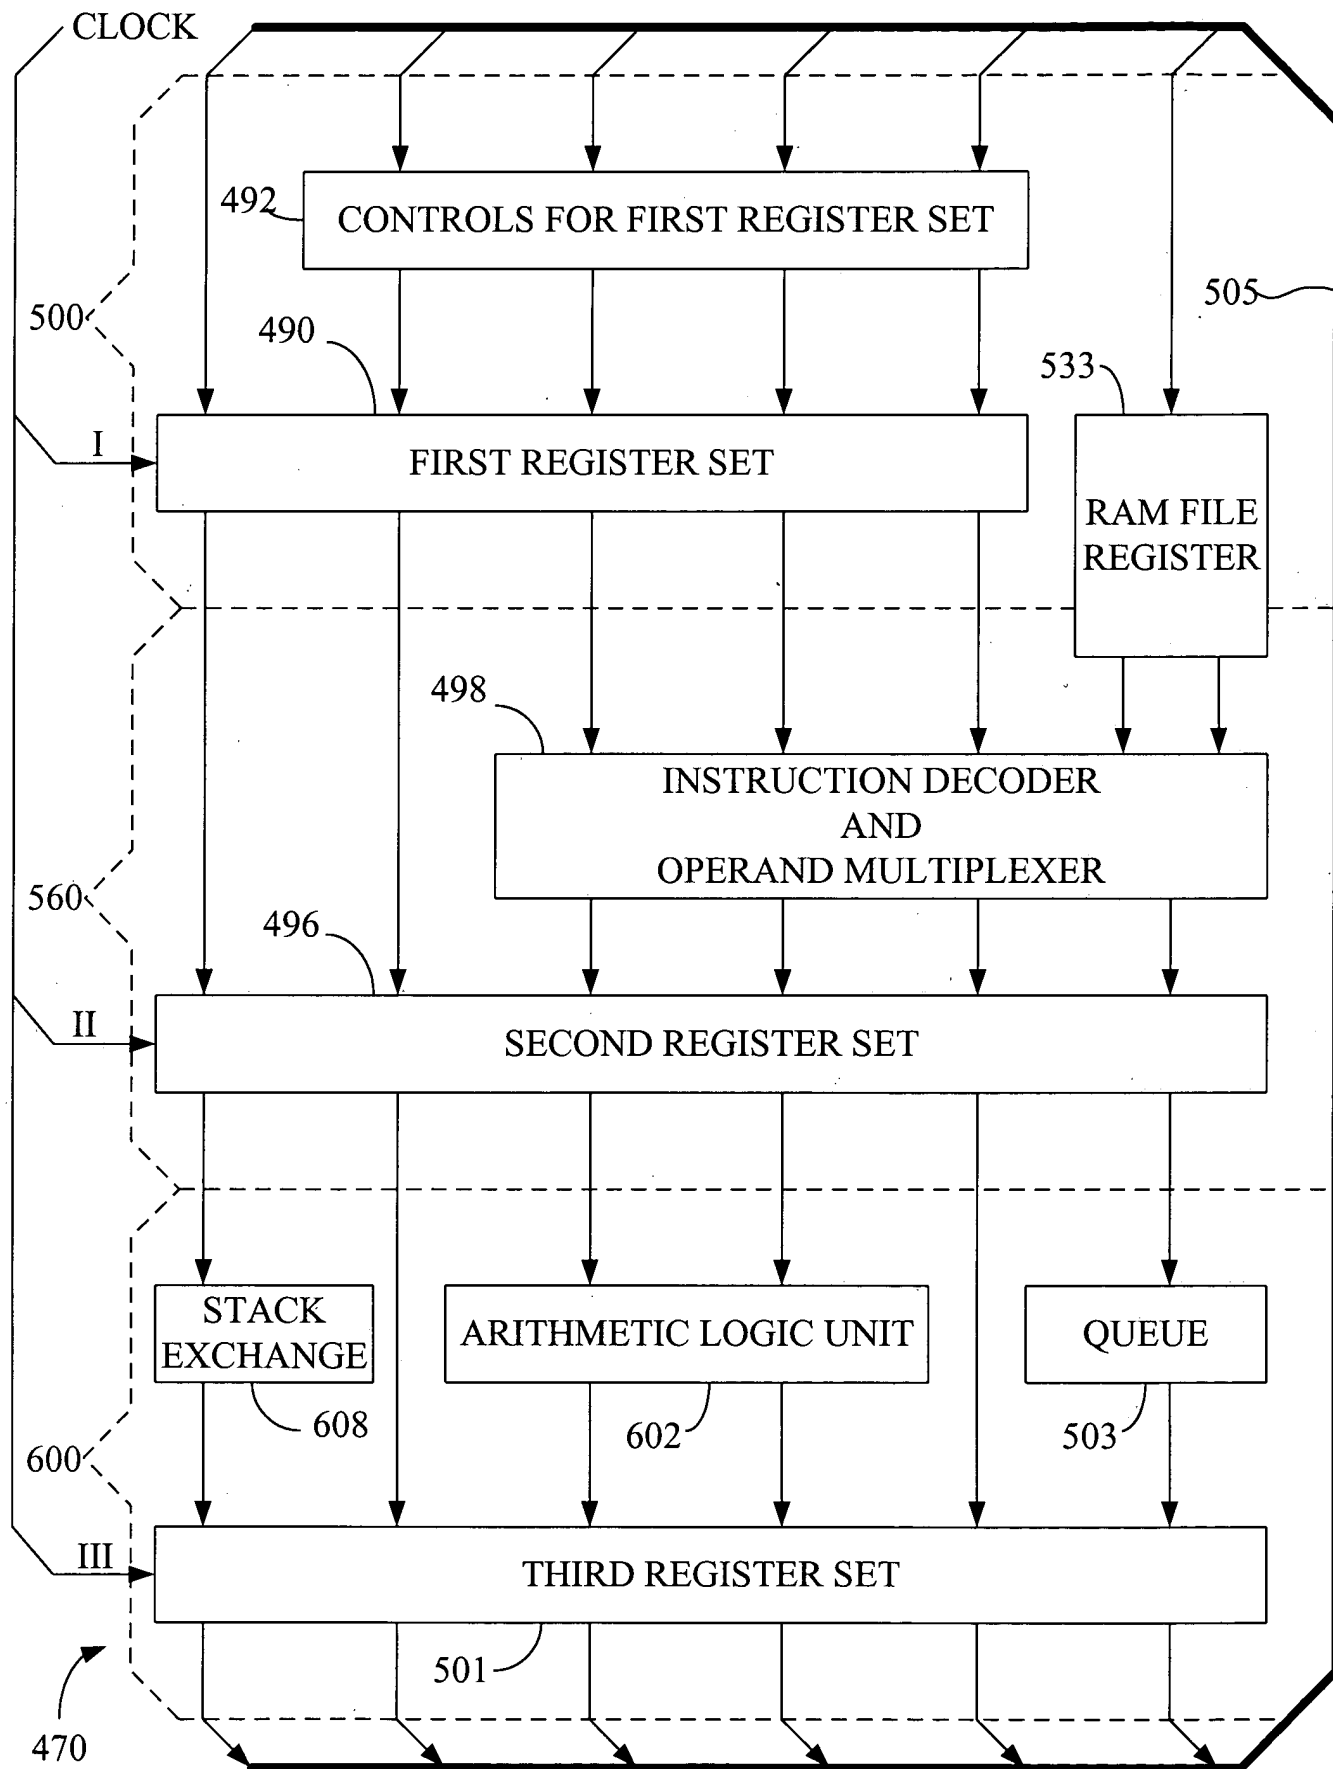 CLOCK
492
CONTROLS FOR FIRST REGISTER SET
500
505
490
533
I
FIRST REGISTER SET
RAM FILE
REGISTER
498
INSTRUCTION DECODER
AND
OPERAND MULTIPLEXER
560
496
II
SECOND REGISTER SET
STACK
EXCHANGE
ARITHMETIC LOGIC UNIT
QUEUE
608
602
503
600
III
THIRD REGISTER SET
501
470